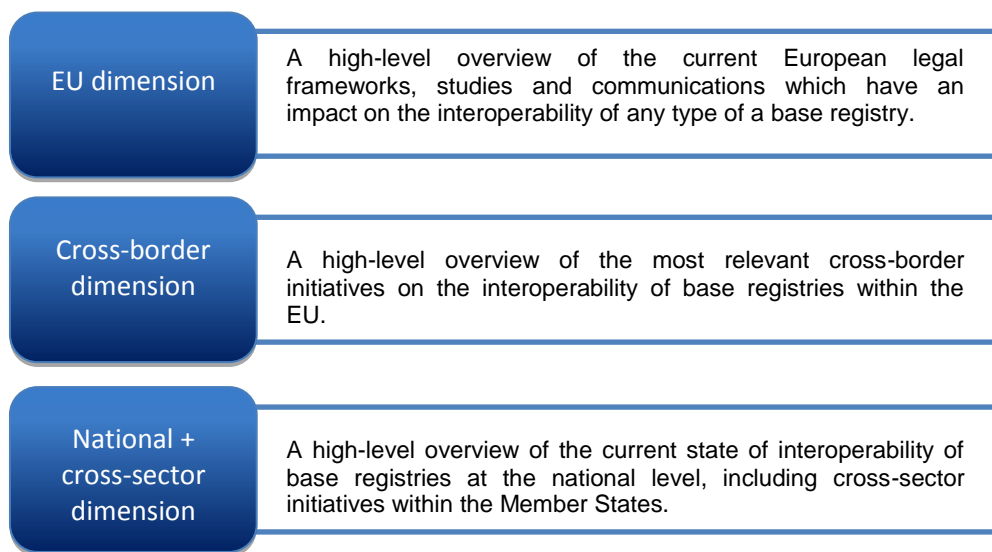 EU dimension
A high-level overview of the current European legal
frameworks, studies and communications which have an
impact on the interoperability of any type of a base registry.
Cross-border
dimension
A high-level overview of the most relevant cross-border
initiatives on the interoperability of base registries within the
EU.
National +
cross-sector
dimension
A high-level overview of the current state of interoperability of
base registries at the national level, including cross-sector
initiatives within the Member States.